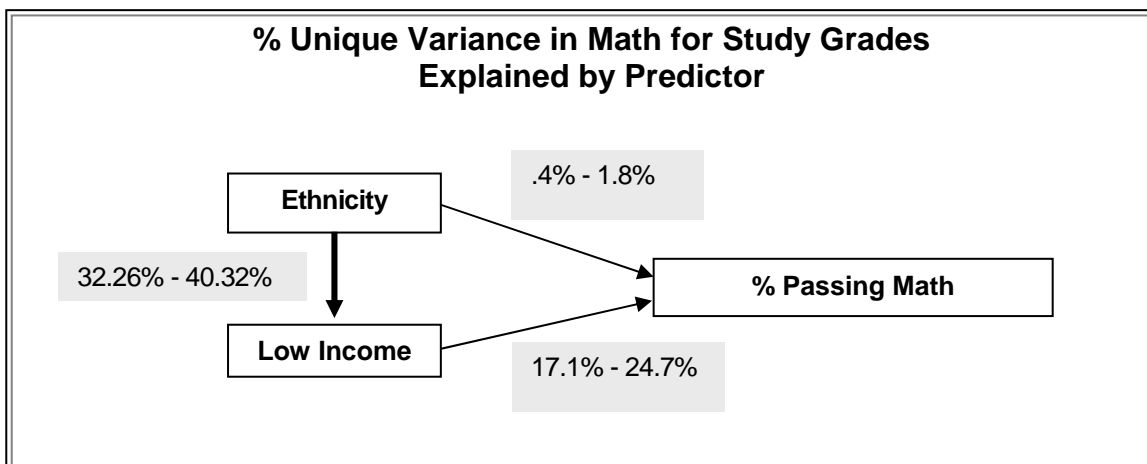 % Unique Variance in Math for Study Grades
Explained by Predictor
.4% - 1.8%
Ethnicity
32.26% - 40.32%
% Passing Math
Low Income
17.1% - 24.7%